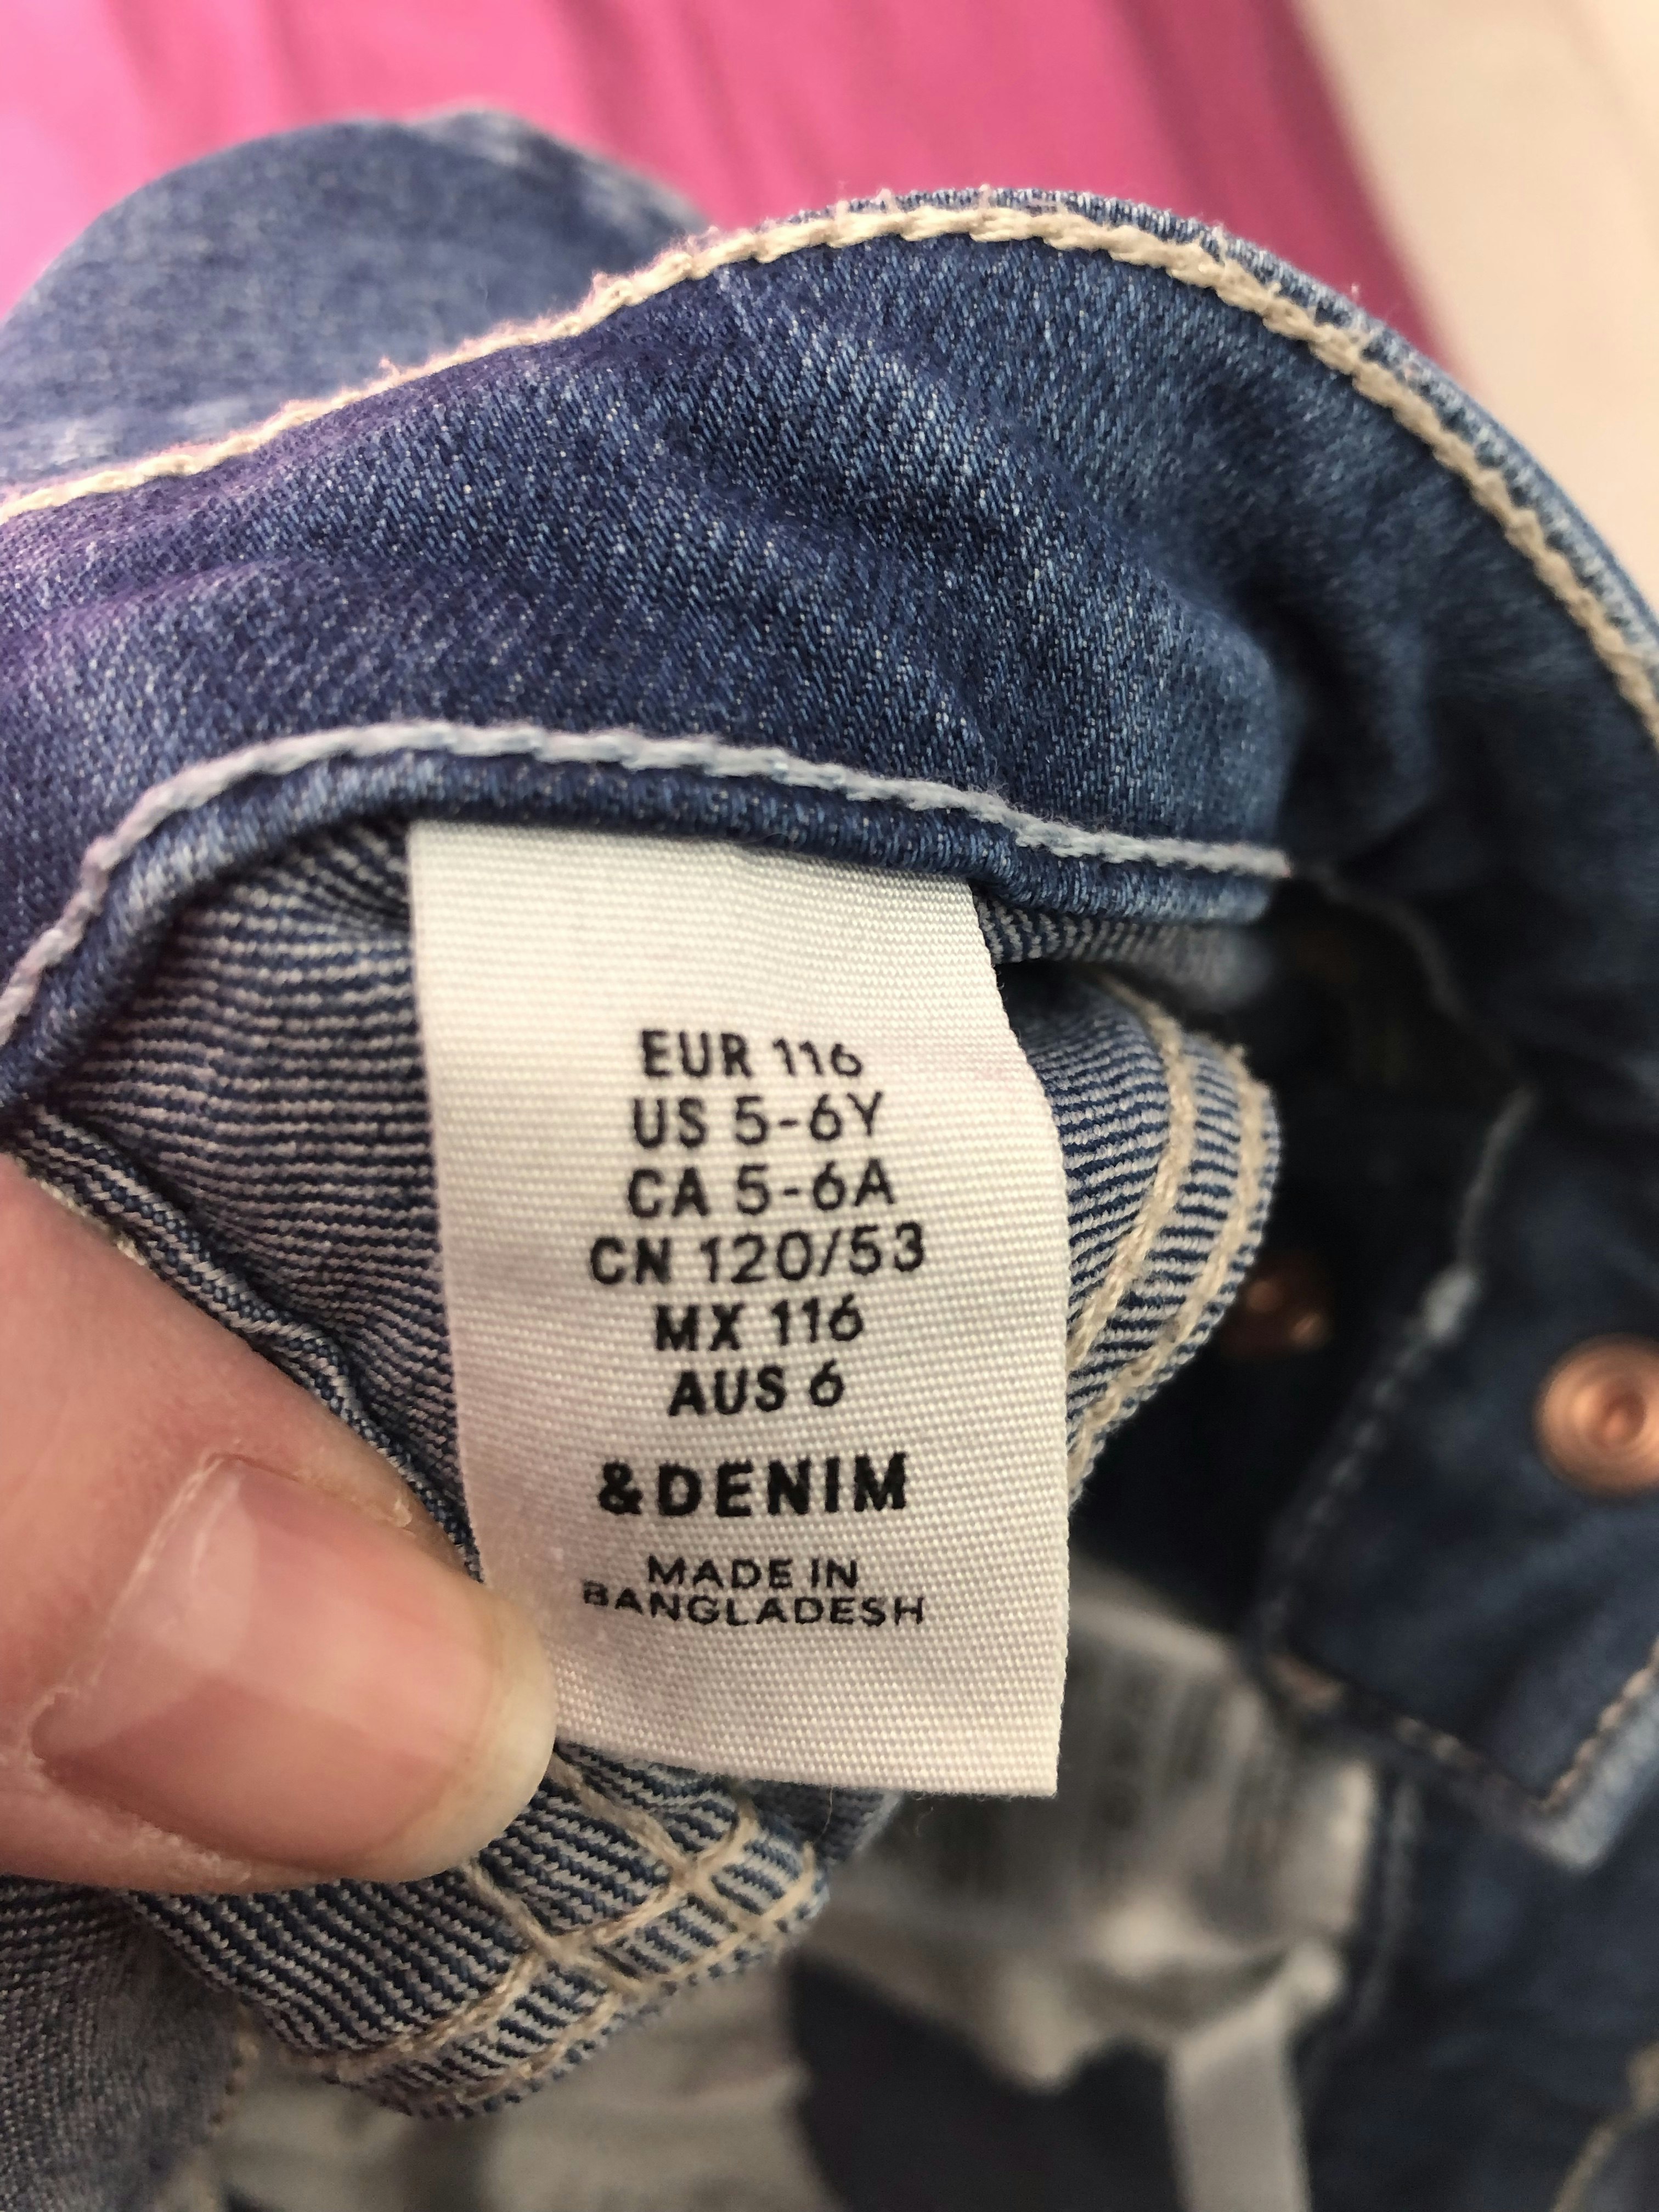 EUR 116
US 5-6Y
CA 5-6A
CN 120/53
MX 116
AUS 6
&DENIM
MADE IN
BANGLADESH